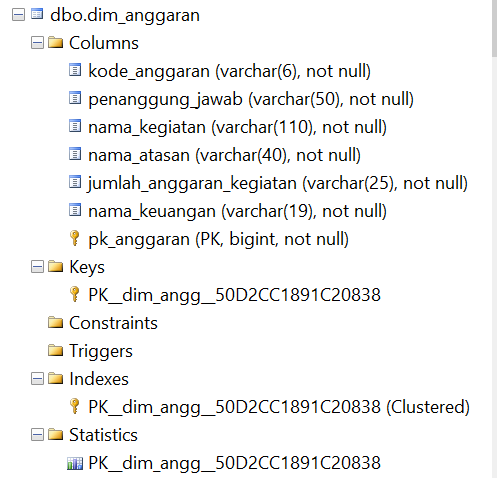 dbo.dim_anggaran
Columns
kode_anggaran (varchar(6), not null)
penanggung_jawab (varchar(50), not null)
nama_kegiatan (varchar(110), not null)
nama_atasan (varchar(40), not null)
jumlah_anggaran_kegiatan (varchar(25), not null)
nama_keuangan (varchar(19), not null)
pk_anggaran (PK, bigint, not null)
Keys
PK__dim_angg__50D2CC1891C20838
Constraints
Triggers
Indexes
PK__dim_angg__50D2CC1891C20838 (Clustered)
Statistics
PK__dim_angg__50D2CC1891C20838